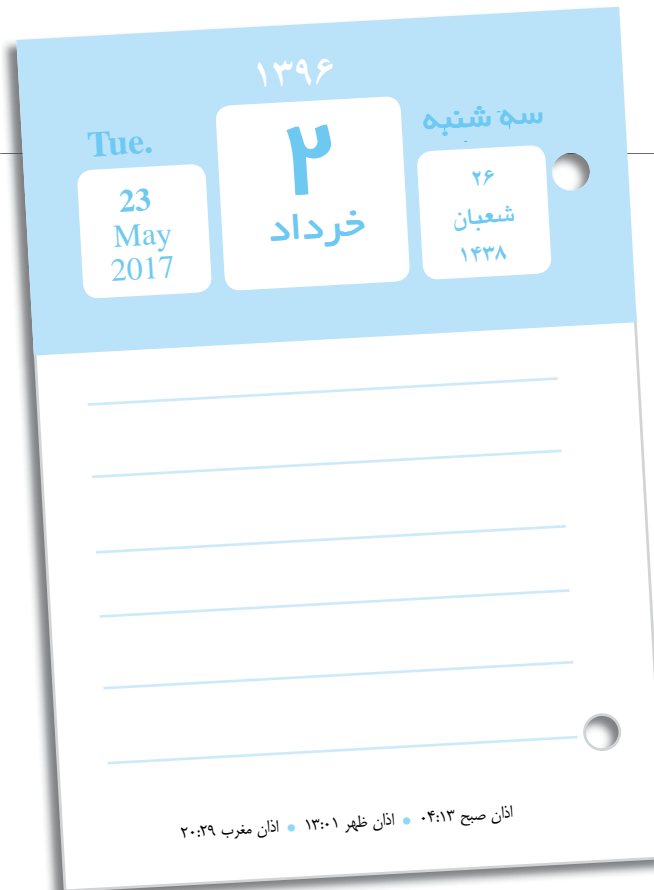 ۱۳۹۶
سه شنبه
۲۶
شعبان
۱۴۳۸
۲
خرداد
Tue.
23
May
2017
اذان صبح ۰۴:۱۳ • اذان ظهر ۱۳:۰۱ • اذان مغرب ۲۰:۲۹